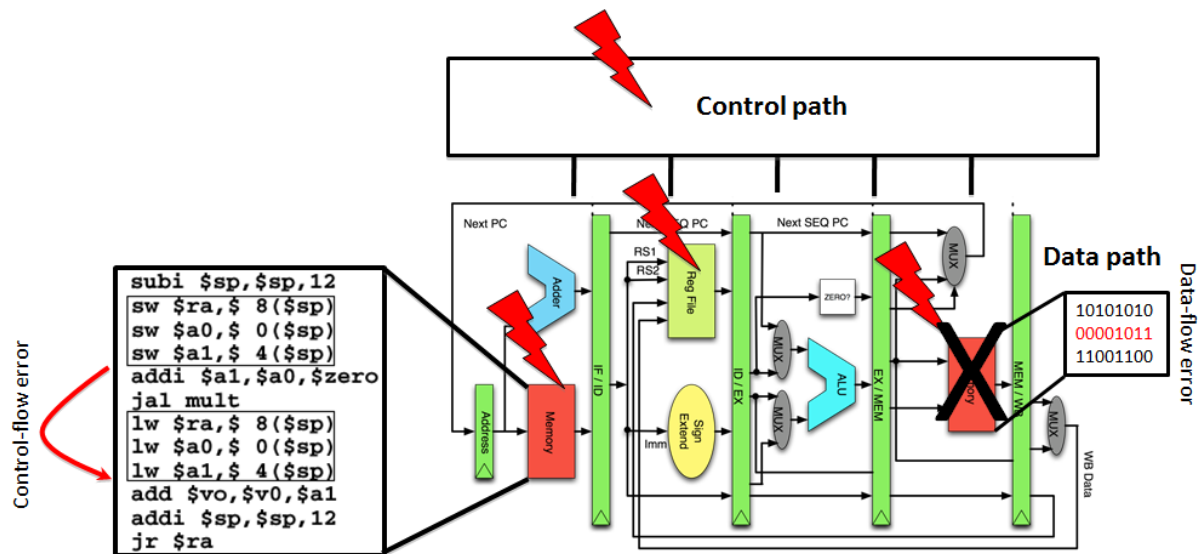 Control path
Next PC
Next SEQ PC
Next SEQ PC
RS1
RS2
Reg File
Adder
MUX
ZERO?
MUX
MUX
ALU
Memory
Address
IF / ID
ID / EX
EX / MEM
MEM / WB
Sign
Extend
Imm
MUX
WB Data
Data path
Data-flow error
10101010
00001011
11001100
Control-flow error
subi $sp,$sp,12
sw $ra,$ 8($sp)
sw $a0,$ 0($sp)
sw $a1,$ 4($sp)
addi $a1,$a0,$zero
jal mult
lw $ra,$ 8($sp)
lw $a0,$ 0($sp)
lw $a1,$ 4($sp)
add $vo,$v0,$a1
addi $sp,$sp,12
jr $ra